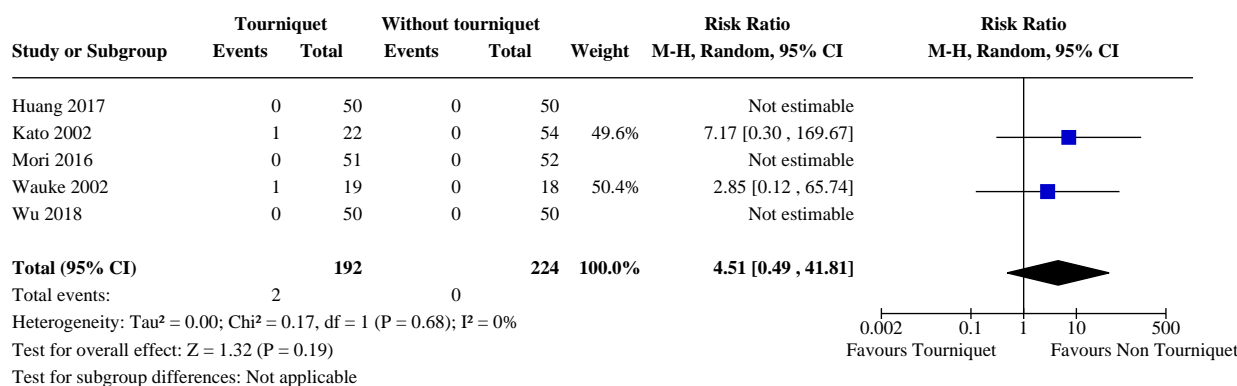 Tourniquet Without tourniquet Risk Ratio Risk Ratio
Study or Subgroup Events Total Events Total Weight M-H, Random, 95% CI M-H, Random, 95% CI
Huang 2017 0 50 0 50 Not estimable
Kato 2002 1 22 0 54 49.6% 7.17 [0.30 , 169.67]
Mori 2016 0 51 0 52 Not estimable
Wauke 2002 1 19 0 18 50.4% 2.85 [0.12 , 65.74]
Wu 2018 0 50 0 50 Not estimable
Total (95% CI) 192 224 100.0% 4.51 [0.49 , 41.81]
Total events: 2 0
Heterogeneity: Tau² = 0.00; Chi² = 0.17, df = 1 (P = 0.68); I² = 0%
Test for overall effect: Z = 1.32 (P = 0.19)
Test for subgroup differences: Not applicable
0.002 0.1 1 10 500
Favours Tourniquet Favours Non Tourniquet